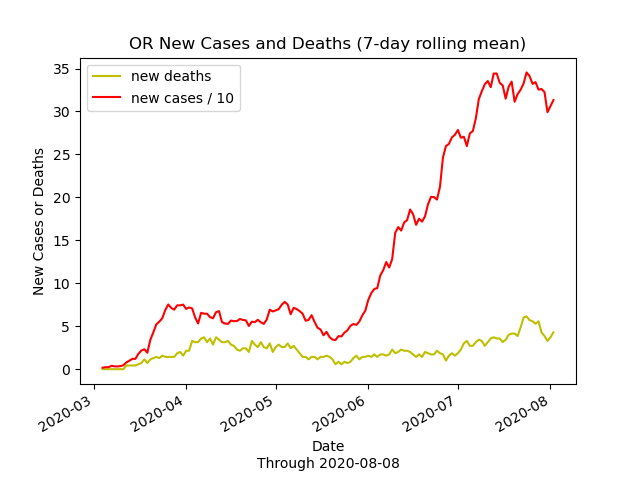 OR New Cases and Deaths (7-day rolling mean)
new deaths
new cases / 10
35
30
25
20
15
10
5
0
New Cases or Deaths
2020-03
2020-04
2020-05
2020-06
2020-07
2020-08
Date
Through 2020-08-08